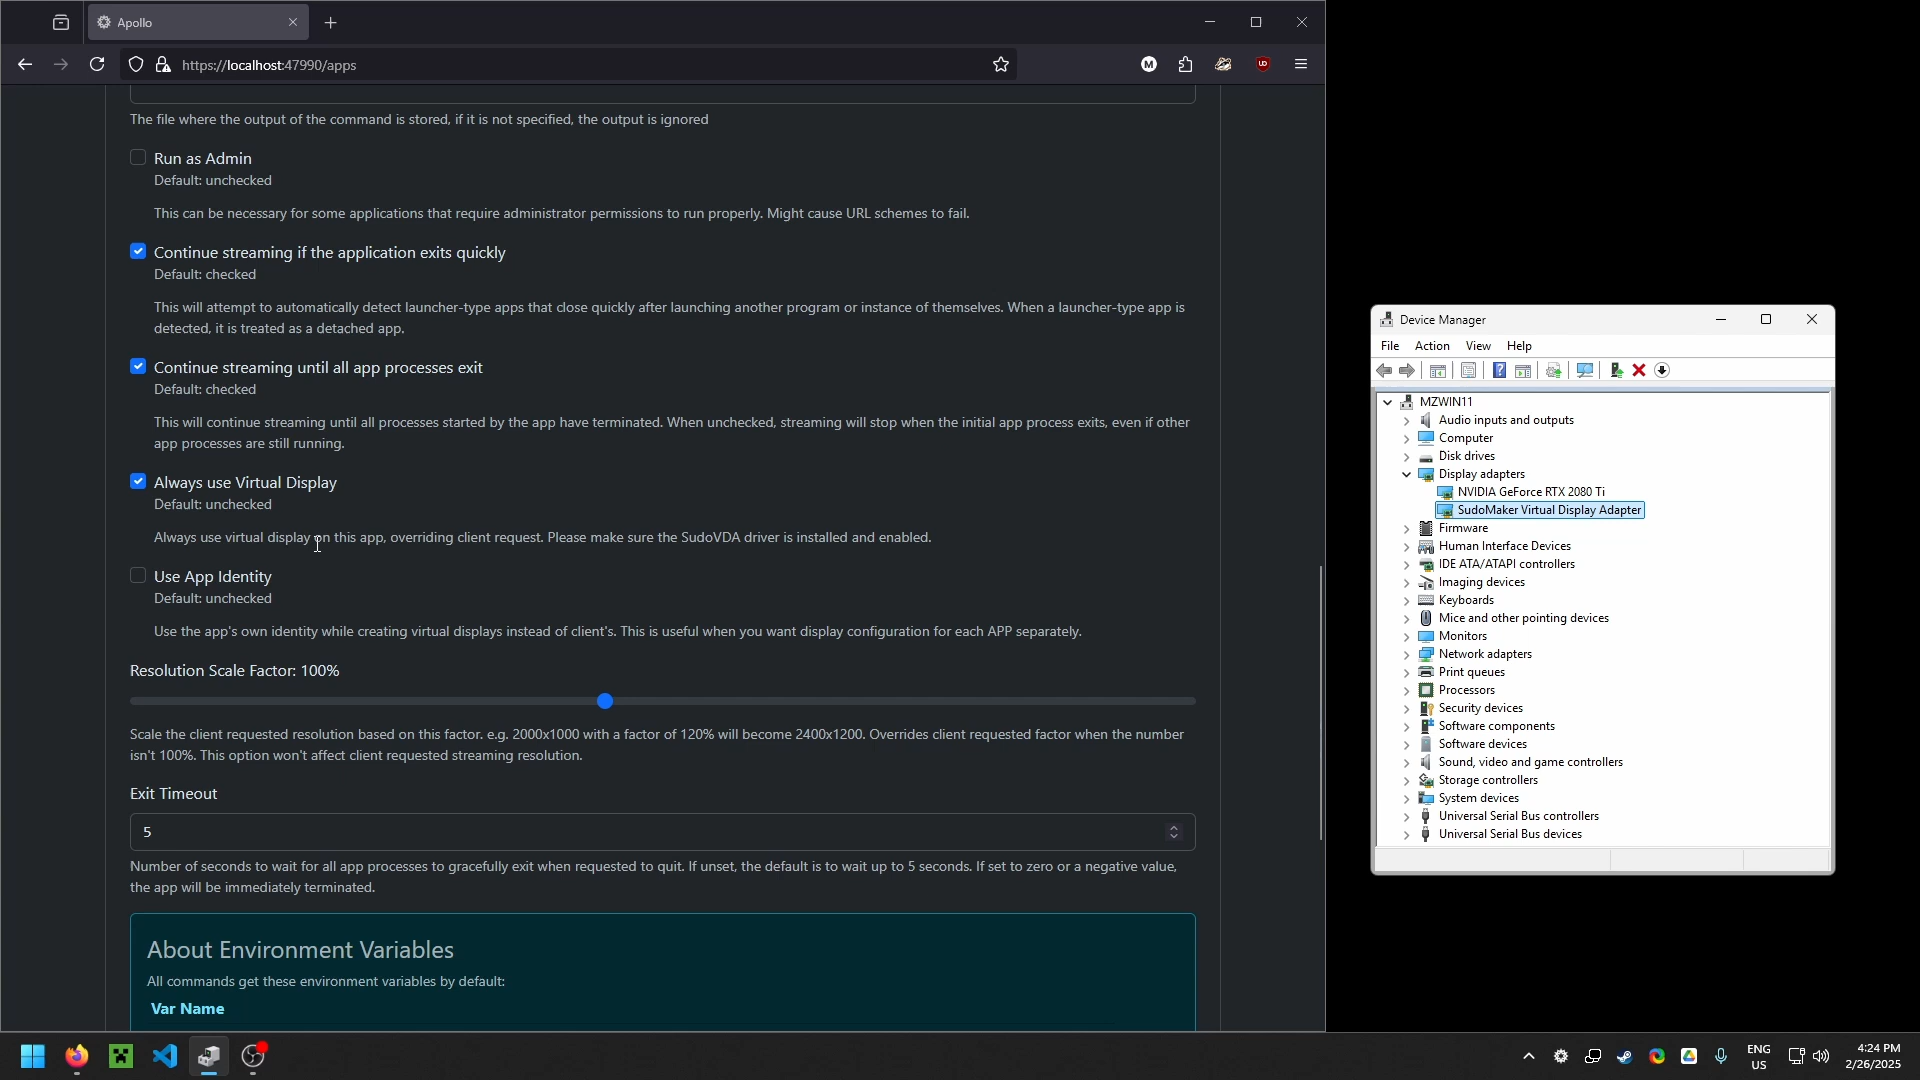 Apollo
https://localhost:47990/apps
The file where the output of the command is stored, if it is not specified, the output is ignored
Run as Admin
Default: unchecked
This can be necessary for some applications that require administrator permissions to run properly. Might cause URL schemes to fail.
Continue streaming if the application exits quickly
Default: checked
This will attempt to automatically detect launcher-type apps that close quickly after launching another program or instance of themselves. When a launcher-type app is
detected, it is treated as a detached app.
Continue streaming until all app processes exit
Default: checked
This will continue streaming until all processes started by the app have terminated. When unchecked, streaming will stop when the initial app process exits, even if other
app processes are still running.
Always use Virtual Display
Default: unchecked
Always use virtual display on this app, overriding client request. Please make sure the SudoVDA driver is installed and enabled.
Use App Identity
Default: unchecked
Use the app's own identity while creating virtual displays instead of client's. This is useful when you want display configuration for each APP separately.
Resolution Scale Factor: 100%
Scale the client requested resolution based on this factor. e.g. 2000x1000 with a factor of 120% will become 2400x1200. Overrides client requested factor when the number
isn't 100%. This option won't affect client requested streaming resolution.
Exit Timeout
5
Number of seconds to wait for all app processes to gracefully exit when requested to quit. If unset, the default is to wait up to 5 seconds. If set to zero or a negative value,
the app will be immediately terminated.
About Environment Variables
All commands get these environment variables by default:
Var Name
Device Manager
File Action View Help
MZWIN11
Audio inputs and outputs
Computer
Disk drives
Display adapters
NVIDIA GeForce RTX 2080 Ti
SudoMaker Virtual Display Adapter
Firmware
Human Interface Devices
IDE ATA/ATAPI controllers
Imaging devices
Keyboards
Mice and other pointing devices
Monitors
Network adapters
Print queues
Processors
Security devices
Software components
Software devices
Sound, video and game controllers
Storage controllers
System devices
Universal Serial Bus controllers
Universal Serial Bus devices
ENG
US
4:24 PM
2/26/2025